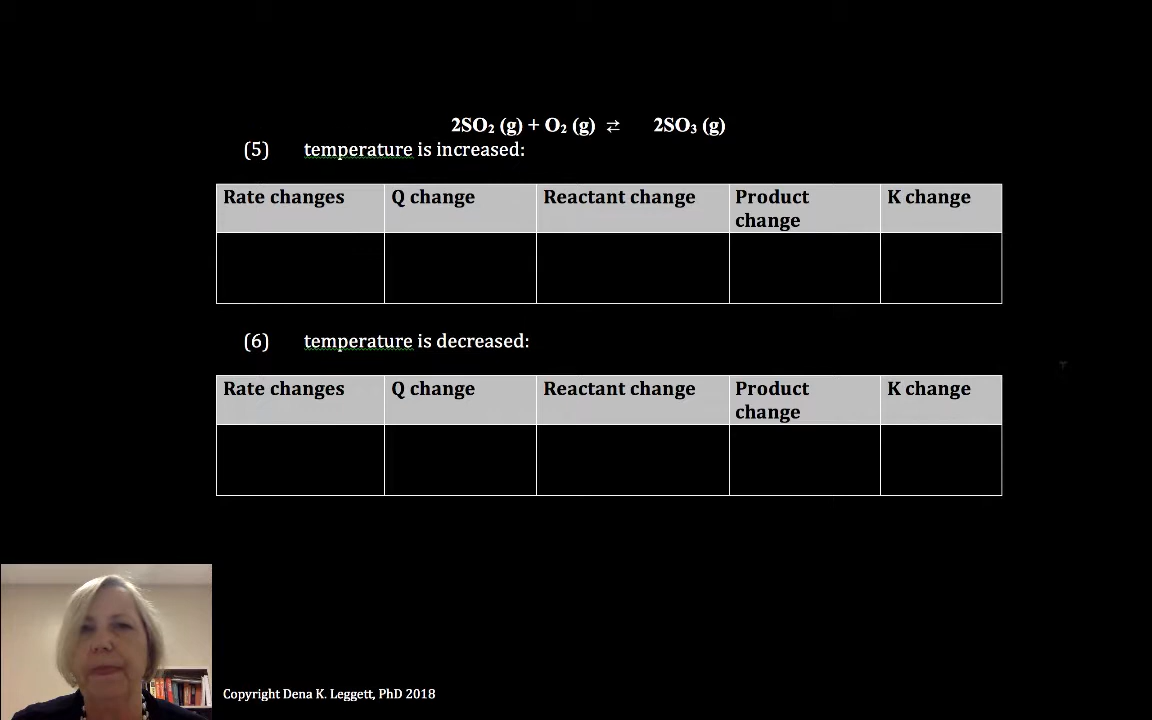 2SO₂ (g) + O₂ (g) ⇄ 2SO₃ (g)
(5) temperature is increased:
Rate changes Q change Reactant change Product change K change
(6) temperature is decreased:
Rate changes Q change Reactant change Product change K change
Copyright Dena K. Leggett, PhD 2018